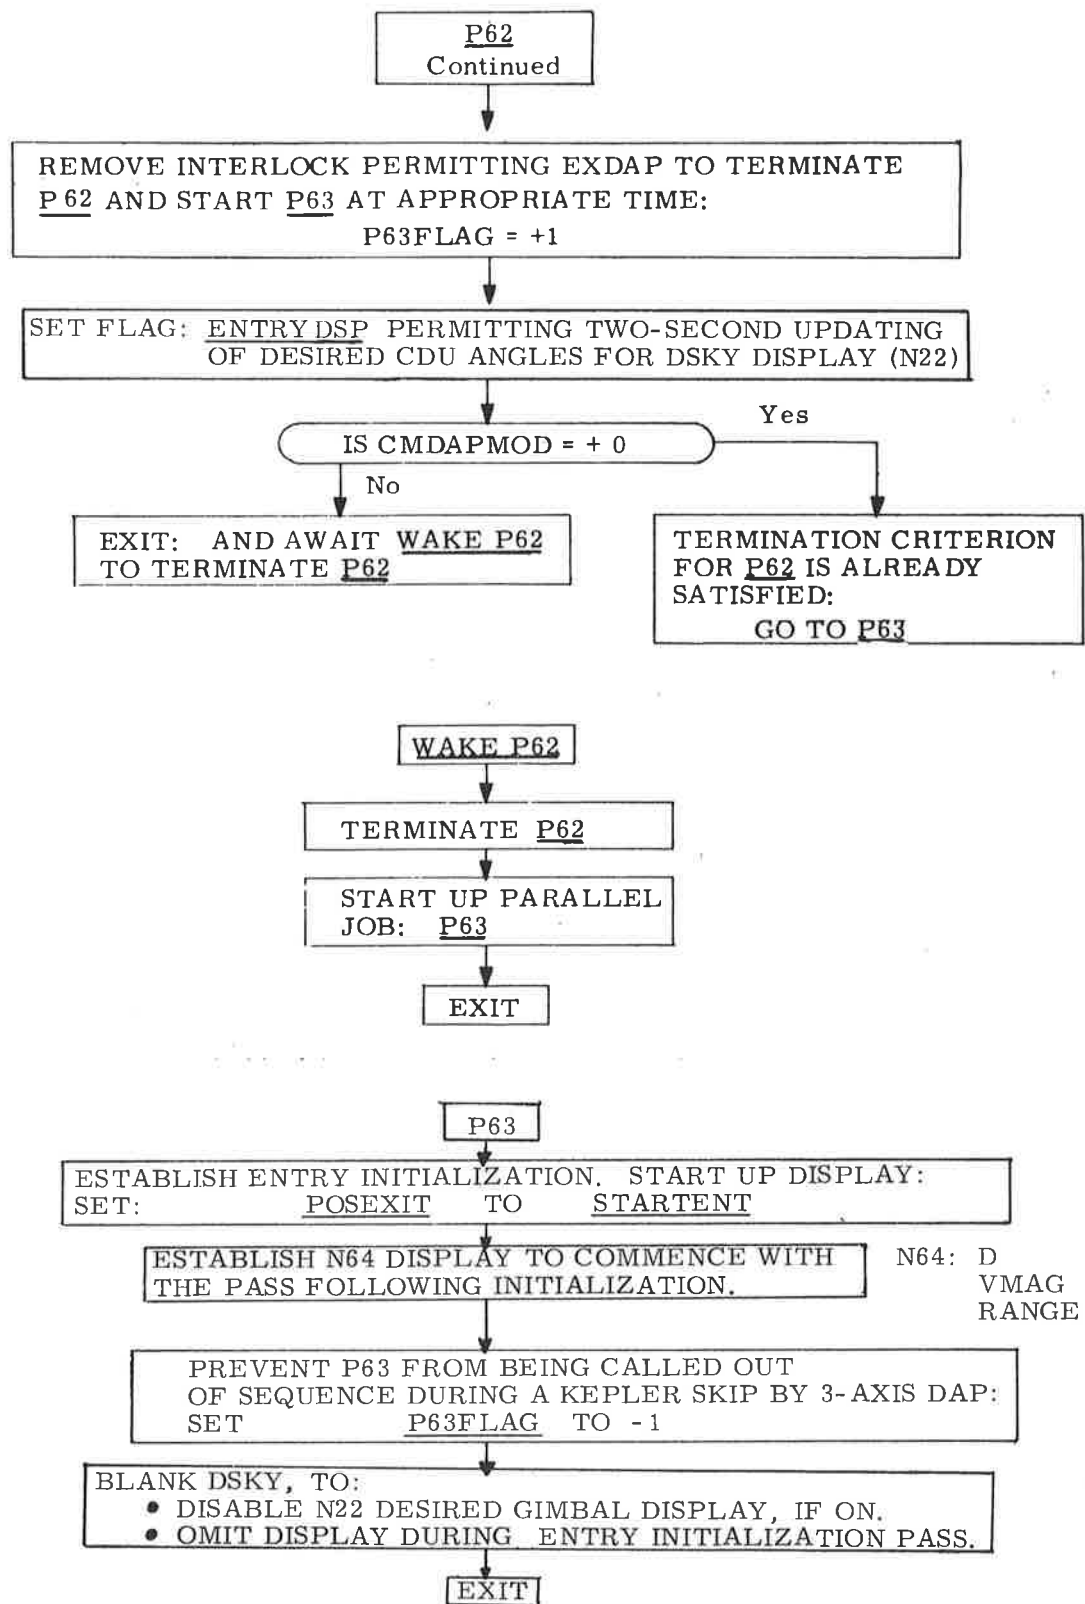 P62
Continued
REMOVE INTERLOCK PERMITTING EXDAP TO TERMINATE
P62 AND START P63 AT APPROPRIATE TIME:
P63FLAG = +1
SET FLAG: ENTRY DSP PERMITTING TWO-SECOND UPDATING
OF DESIRED CDU ANGLES FOR DSKY DISPLAY (N22)
IS CMDAPMOD = + 0
Yes
No
EXIT: AND AWAIT WAKE P62
TO TERMINATE P62
TERMINATION CRITERION
FOR P62 IS ALREADY
SATISFIED:
GO TO P63
WAKE P62
TERMINATE P62
START UP PARALLEL
JOB: P63
EXIT
P63
ESTABLISH ENTRY INITIALIZATION. START UP DISPLAY:
SET: POSEXIT TO STARTENT
ESTABLISH N64 DISPLAY TO COMMENCE WITH
THE PASS FOLLOWING INITIALIZATION.
N64: D
VMAG
RANGE
PREVENT P63 FROM BEING CALLED OUT
OF SEQUENCE DURING A KEPLER SKIP BY 3-AXIS DAP:
SET P63FLAG TO -1
BLANK DSKY, TO:
• DISABLE N22 DESIRED GIMBAL DISPLAY, IF ON.
• OMIT DISPLAY DURING ENTRY INITIALIZATION PASS.
EXIT